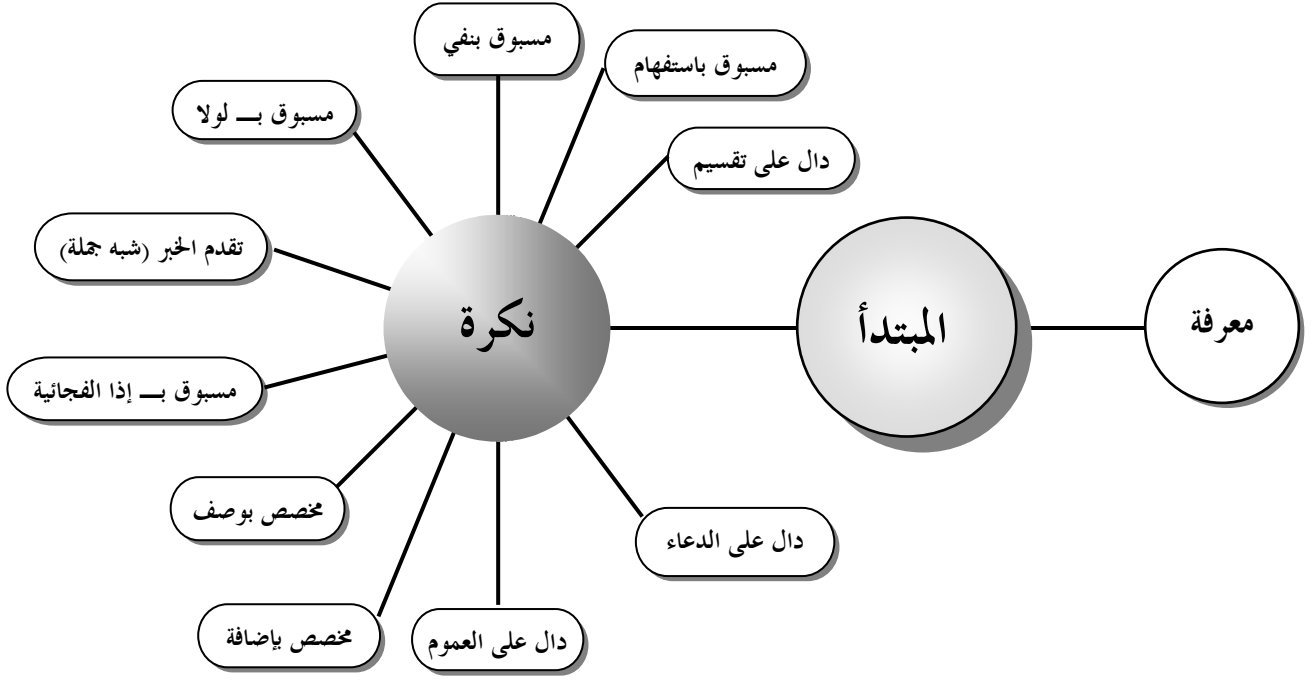 مسبوق بنفي
مسبوق باستفهام
مسبوق بـــ لولا
دال على تقسيم
تقدم الخبر (شبه جملة)
معرفة
المبتدأ
نكرة
مسبوق بـــ إذا الفجائية
مخصص بوصف
دال على الدعاء
مخصص بإضافة
دال على العموم